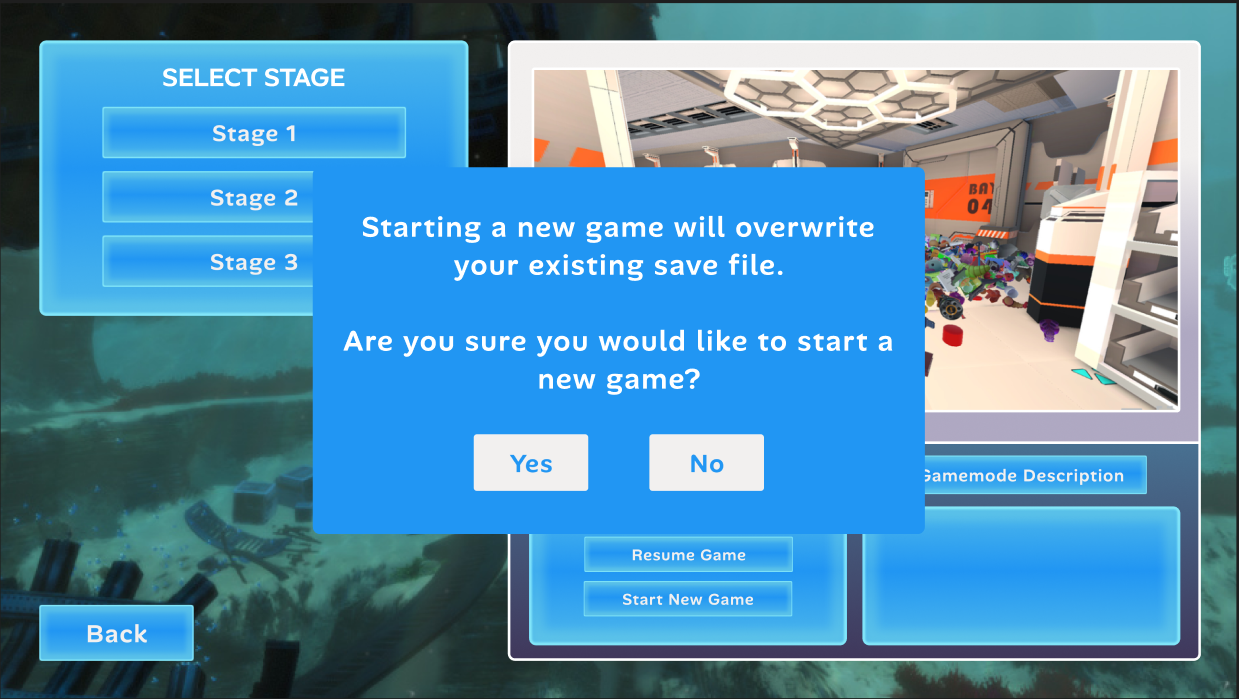 SELECT STAGE
Stage 1
Stage 2
Stage 3
BAY
04
Starting a new game will overwrite
your existing save file.
Are you sure you would like to start a
new game?
Yes
No
Gamemode Description
Resume Game
Start New Game
Back